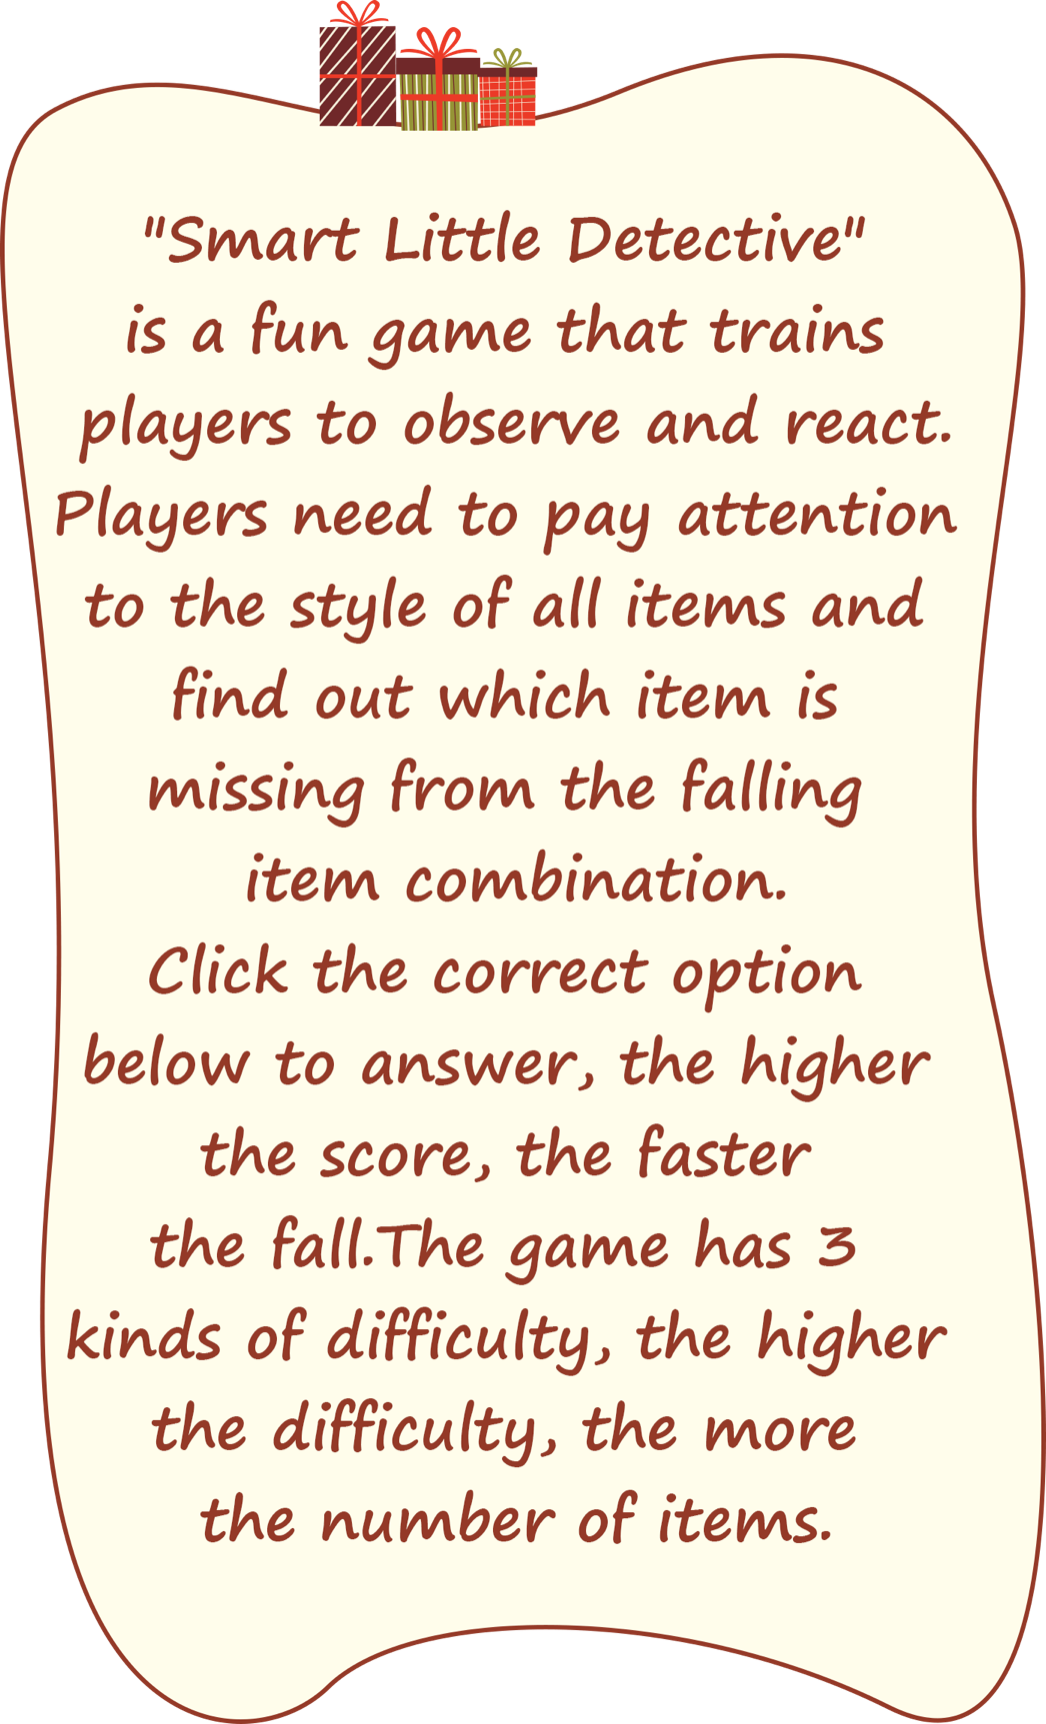 "Smart Little Detective"
is a fun game that trains
players to observe and react.
Players need to pay attention
to the style of all items and
find out which item is
missing from the falling
item combination.
Click the correct option
below to answer, the higher
the score, the faster
the fall.The game has 3
kinds of difficulty, the higher
the difficulty, the more
the number of items.